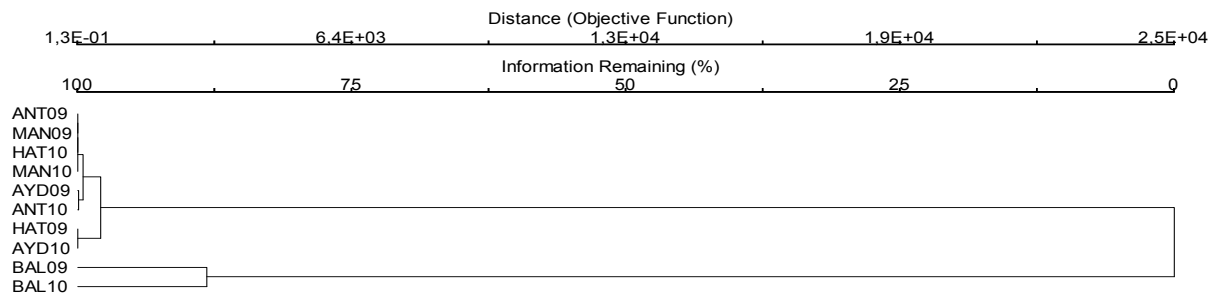 Distance (Objective Function)
1,3E-01 6,4E+03 1,3E+04 1,9E+04 2,5E+04
Information Remaining (%)
100 75 50 25 0
ANT09
MAN09
HAT10
MAN10
AYD09
ANT10
HAT09
AYD10
BAL09
BAL10